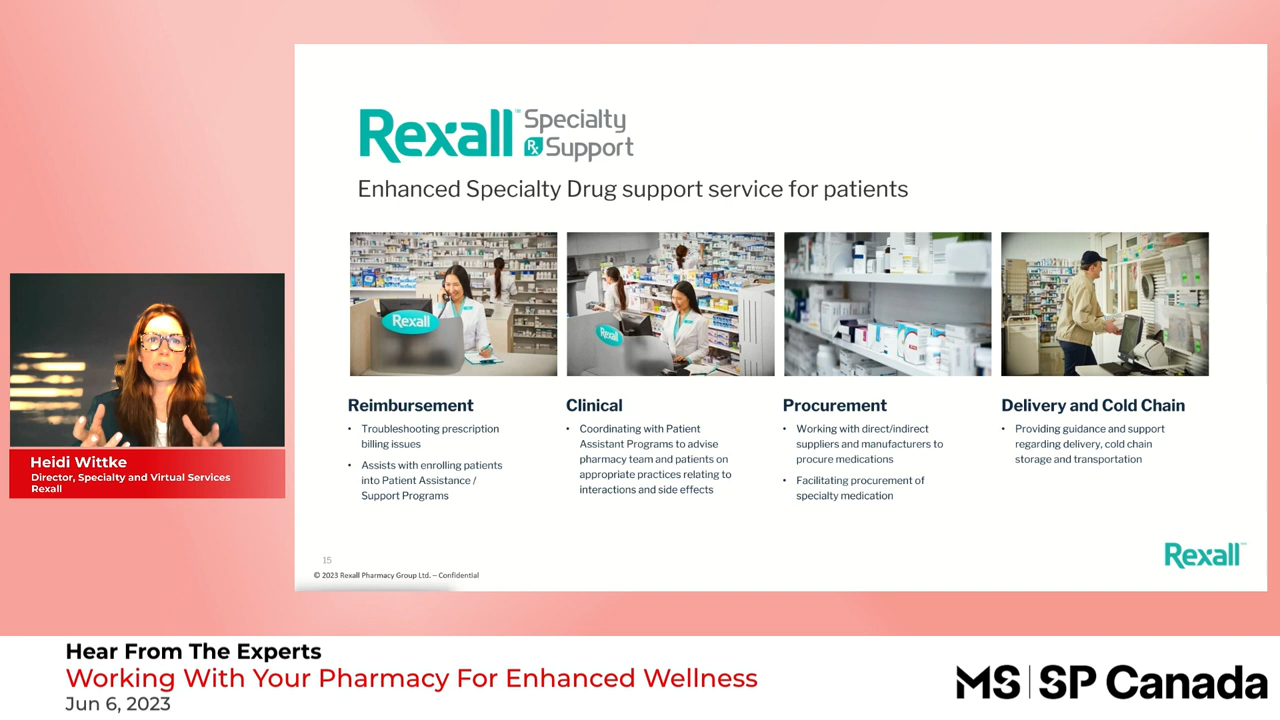 Rexall™ Specialty
Rx Support
Enhanced Specialty Drug support service for patients
Rexall
Rexall
Reimbursement
• Troubleshooting prescription
billing issues
• Assists with enrolling patients
into Patient Assistance /
Support Programs
Clinical
• Coordinating with Patient
Assistant Programs to advise
pharmacy team and patients on
appropriate practices relating to
interactions and side effects
Procurement
• Working with direct/indirect
suppliers and manufacturers to
procure medications
• Facilitating procurement of
specialty medication
Delivery and Cold Chain
• Providing guidance and support
regarding delivery, cold chain
storage and transportation
15
© 2023 Rexall Pharmacy Group Ltd. – Confidential
Rexall™
Heidi Wittke
Director, Specialty and Virtual Services
Rexall
Hear From The Experts
Working With Your Pharmacy For Enhanced Wellness
Jun 6, 2023
MS | SP Canada